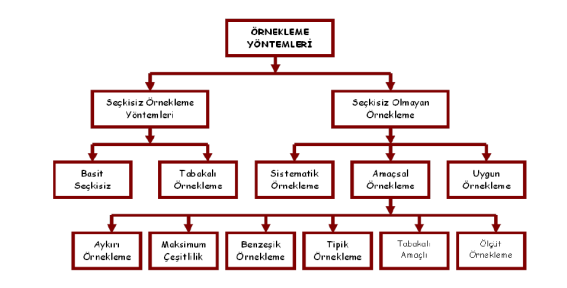 ÖRNEKLEME
YÖNTEMLERİ
Seçkisiz Örnekleme
Yöntemleri
Seçkisiz Olmayan
Örnekleme
Basit
Seçkisiz
Tabakalı
Örnekleme
Sistematik
Örnekleme
Amaçsal
Örnekleme
Uygun
Örnekleme
Aykırı
Örnekleme
Maksimum
Çeşitlilik
Benzeşik
Örnekleme
Tipik
Örnekleme
Tabakalı
Amaçlı
Ölçüt
Örnekleme